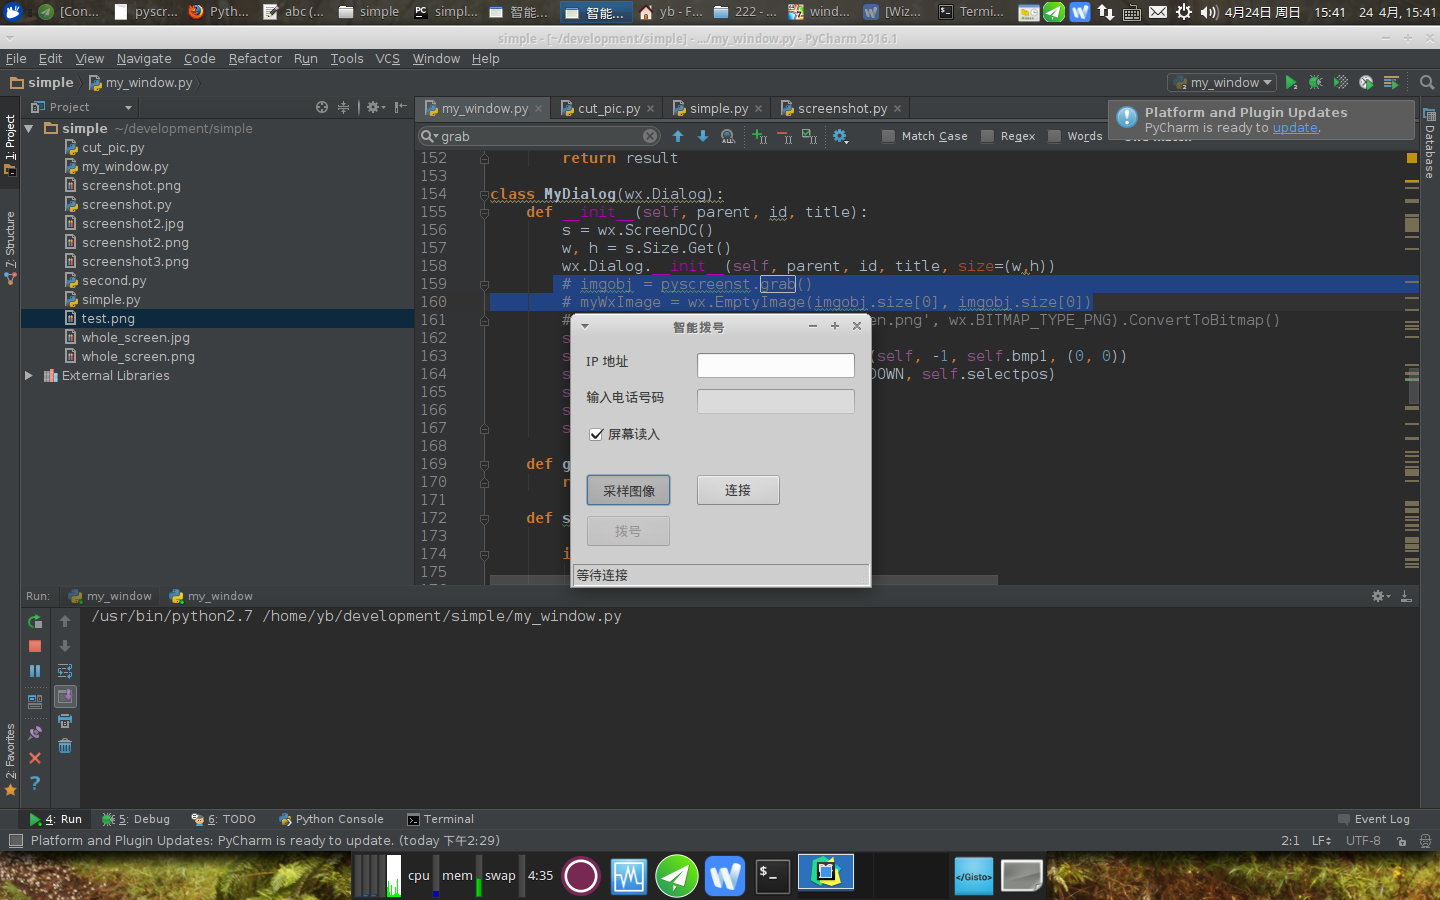 [Con... pyscr... Pyth... abc (... simple simpl... 智能... 智能... yb - F... 222 - ... wind... [Wiz... Termi... 4月24日 周日 15:41 24 4月, 15:41
simple - [~/development/simple] - .../my_window.py - PyCharm 2016.1
File Edit View Navigate Code Refactor Run Tools VCS Window Help
simple my_window.py my_window
Project my_window.py cut_pic.py simple.py screenshot.py
Platform and Plugin Updates
PyCharm is ready to update.
grab Match Case Regex Words
1: Project
7: Structure
2: Favorites
Database
simple ~/development/simple
cut_pic.py
my_window.py
screenshot.png
screenshot.py
screenshot2.jpg
screenshot2.png
screenshot3.png
second.py
simple.py
test.png
whole_screen.jpg
whole_screen.png
External Libraries
152 return result
153
154 class MyDialog(wx.Dialog):
155 def __init__(self, parent, id, title):
156 s = wx.ScreenDC()
157 w, h = s.Size.Get()
158 wx.Dialog.__init__(self, parent, id, title, size=(w,h))
159 # imgobj = pyscreenst.grab()
160 # myWxImage = wx.EmptyImage(imgobj.size[0], imgobj.size[0])
161 # en.png', wx.BITMAP_TYPE_PNG).ConvertToBitmap()
162 s
163 s (self, -1, self.bmp1, (0, 0))
164 s DOWN, self.selectpos)
165 s
166 s
167 s
168
169 def g
170 r
171
172 def s
173
174 i
175
智能拨号
IP 地址
输入电话号码
屏幕读入
采样图像 连接
拨号
等待连接
Run: my_window my_window
/usr/bin/python2.7 /home/yb/development/simple/my_window.py
4: Run 5: Debug 6: TODO Python Console Terminal Event Log
Platform and Plugin Updates: PyCharm is ready to update. (today 下午2:29) 2:1 LF UTF-8
cpu mem swap 4:35 </Gisto>